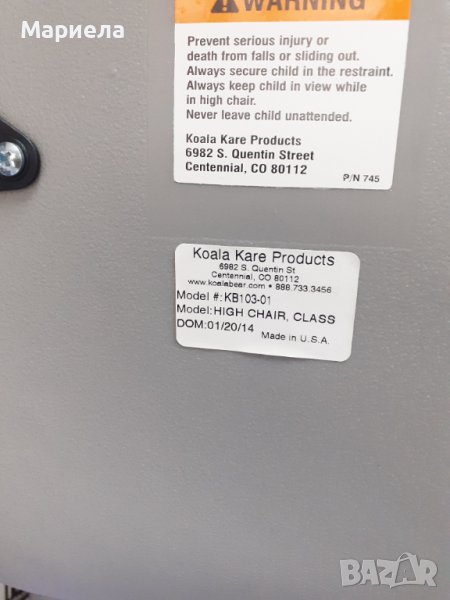 Мариела
WARNING
Prevent serious injury or
death from falls or sliding out.
Always secure child in the restraint.
Always keep child in view while
in high chair.
Never leave child unattended.
Koala Kare Products
6982 S. Quentin Street
Centennial, CO 80112
P/N 745
Koala Kare Products
6982 S. Quentin St
Centennial, CO 80112
www.koalabear.com • 888.733.3456
Model #: KB103-01
Model: HIGH CHAIR, CLASS
DOM: 01/20/14
Made in U.S.A.
BAZAR